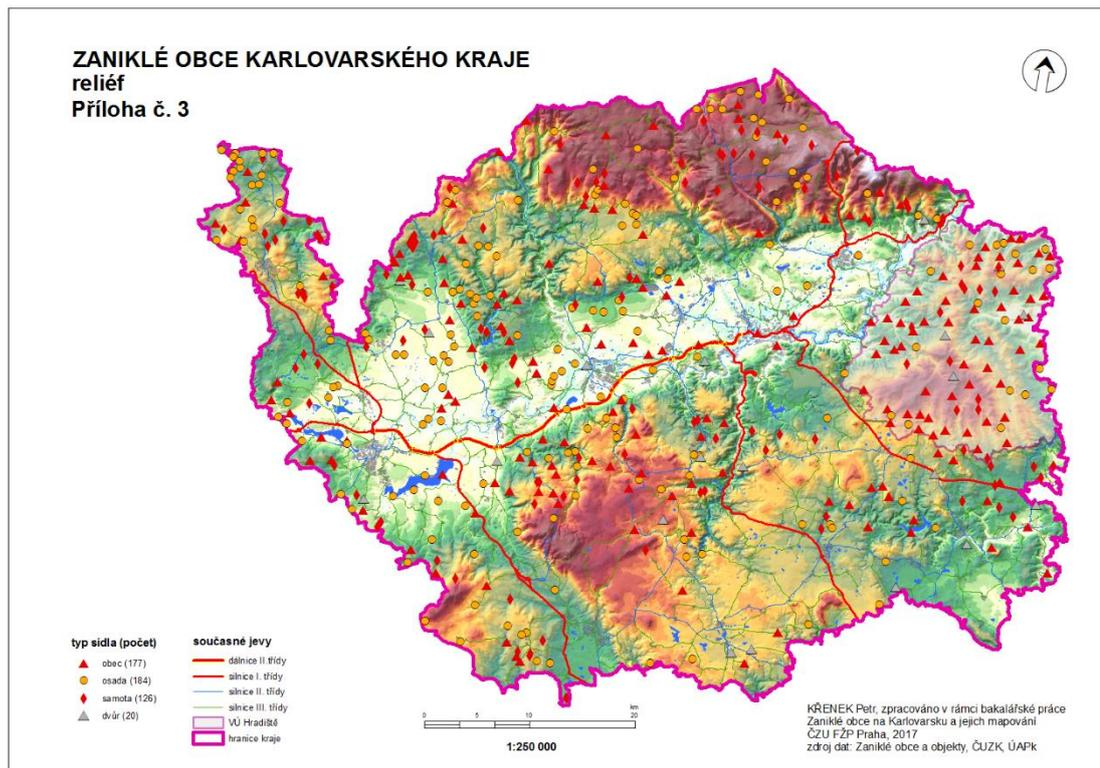 ZANIKLÉ OBCE KARLOVARSKÉHO KRAJE
reliéf
Příloha č. 3
typ sídla (počet)
obec (177)
osada (184)
samota (126)
dvůr (20)
současné jevy
dálnice II.třídy
silnice I. třídy
silnice II. třídy
silnice III. třídy
VÚ Hradiště
hranice kraje
km
0 5 10 20
1:250 000
KŘENEK Petr, zpracováno v rámci bakalářské práce
Zaniklé obce na Karlovarsku a jejich mapování
ČZU FŽP Praha, 2017
zdroj dat: Zaniklé obce a objekty, ČUZK, ÚAPk